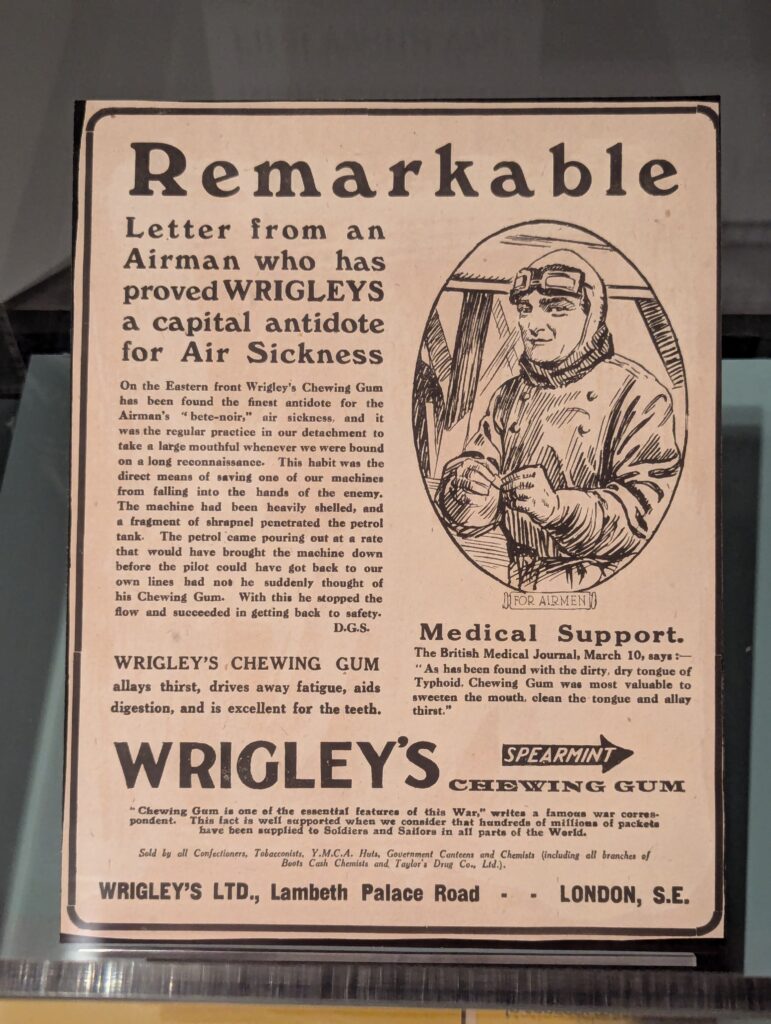 Remarkable
Letter from an
Airman who has
proved WRIGLEYS
a capital antidote
for Air Sickness
On the Eastern front Wrigley's Chewing Gum
has been found the finest antidote for the
Airman's "bete-noir," air sickness, and it
was the regular practice in our detachment to
take a large mouthful whenever we were bound
on a long reconnaissance. This habit was the
direct means of saving one of our machines
from falling into the hands of the enemy.
The machine had been heavily shelled, and
a fragment of shrapnel penetrated the petrol
tank. The petrol came pouring out at a rate
that would have brought the machine down
before the pilot could have got back to our
own lines had not he suddenly thought of
his Chewing Gum. With this he stopped the
flow and succeeded in getting back to safety.
D.G.S.
WRIGLEY'S CHEWING GUM
allays thirst, drives away fatigue, aids
digestion, and is excellent for the teeth.
FOR AIRMEN
Medical Support.
The British Medical Journal, March 10, says :—
"As has been found with the dirty, dry tongue of
Typhoid, Chewing Gum was most valuable to
sweeten the mouth, clean the tongue and allay
thirst."
WRIGLEY'S
SPEARMINT
CHEWING GUM
"Chewing Gum is one of the essential features of this War," writes a famous war corres-
pondent. This fact is well supported when we consider that hundreds of millions of packets
have been supplied to Soldiers and Sailors in all parts of the World.
Sold by all Confectioners, Tobacconists, Y.M.C.A. Huts, Government Canteens and Chemists (including all branches of
Boots Cash Chemists and Taylor's Drug Co., Ltd.).
WRIGLEY'S LTD., Lambeth Palace Road - - LONDON, S.E.